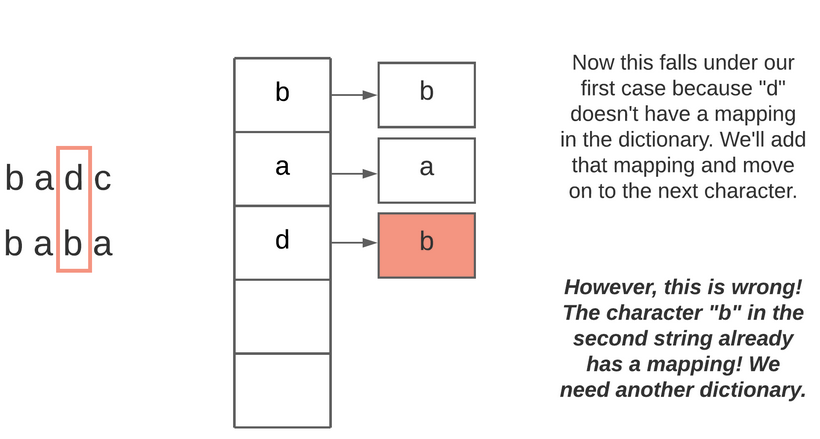 b a d c
b a b a
b b
a a
d b
Now this falls under our
first case because "d"
doesn't have a mapping
in the dictionary. We'll add
that mapping and move
on to the next character.
However, this is wrong!
The character "b" in the
second string already
has a mapping! We
need another dictionary.